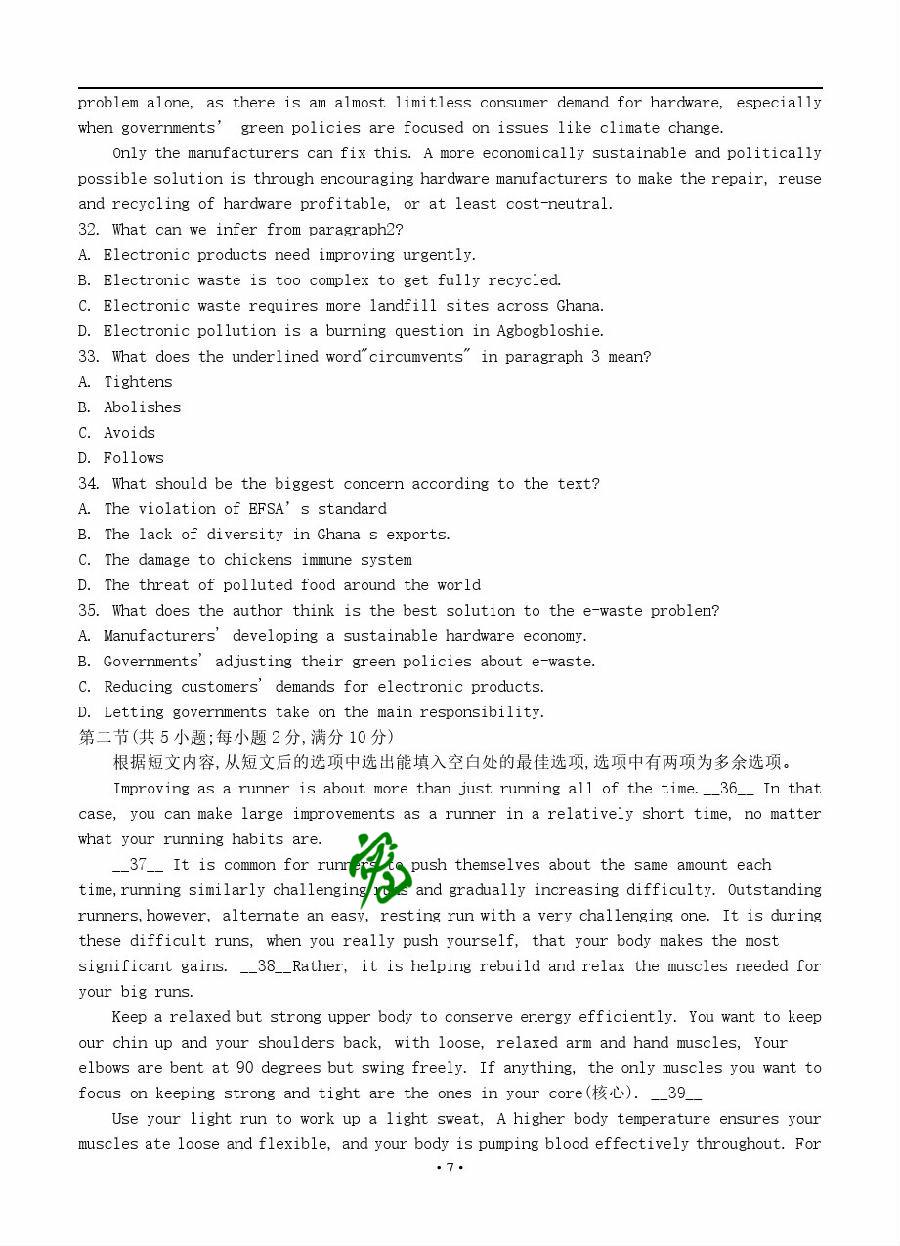 problem alone, as there is am almost limitless consumer demand for hardware, especially
when governments’ green policies are focused on issues like climate change.
Only the manufacturers can fix this. A more economically sustainable and politically
possible solution is through encouraging hardware manufacturers to make the repair, reuse
and recycling of hardware profitable, or at least cost-neutral.
32. What can we infer from paragraph2?
A. Electronic products need improving urgently.
B. Electronic waste is too complex to get fully recycled.
C. Electronic waste requires more landfill sites across Ghana.
D. Electronic pollution is a burning question in Agbogbloshie.
33. What does the underlined word"circumvents" in paragraph 3 mean?
A. Tightens
B. Abolishes
C. Avoids
D. Follows
34. What should be the biggest concern according to the text?
A. The violation of EFSA’s standard
B. The lack of diversity in Ghana s exports.
C. The damage to chickens immune system
D. The threat of polluted food around the world
35. What does the author think is the best solution to the e-waste problen?
A. Manufacturers’ developing a sustainable hardware economy.
B. Governments’ adjusting their green policies about e-waste.
C. Reducing customers’ demands for electronic products.
D. Letting governments take on the main responsibility.
第二节(共5小题;每小题2分,满分10分)
根据短文内容,从短文后的选项中选出能填入空白处的最佳选项,选项中有两项为多余选项。
Improving as a runner is about more than just running all of the time.__36__ In that
case, you can make large improvements as a runner in a relatively short time, no matter
what your running habits are.
__37__ It is common for runners to push themselves about the same amount each
time,running similarly challenging runs and gradually increasing difficulty. Outstanding
runners,however, alternate an easy, resting run with a very challenging one. It is during
these difficult runs, when you really push yourself, that your body makes the most
significant gains. __38__Rather, it is helping rebuild and relax the muscles needed for
your big runs.
Keep a relaxed but strong upper body to conserve energy efficiently. You want to keep
our chin up and your shoulders back, with loose, relaxed arm and hand muscles, Your
elbows are bent at 90 degrees but swing freely. If anything, the only muscles you want to
focus on keeping strong and tight are the ones in your core(核心). __39__
Use your light run to work up a light sweat, A higher body temperature ensures your
muscles ate loose and flexible, and your body is pumping blood effectively throughout. For
•7•